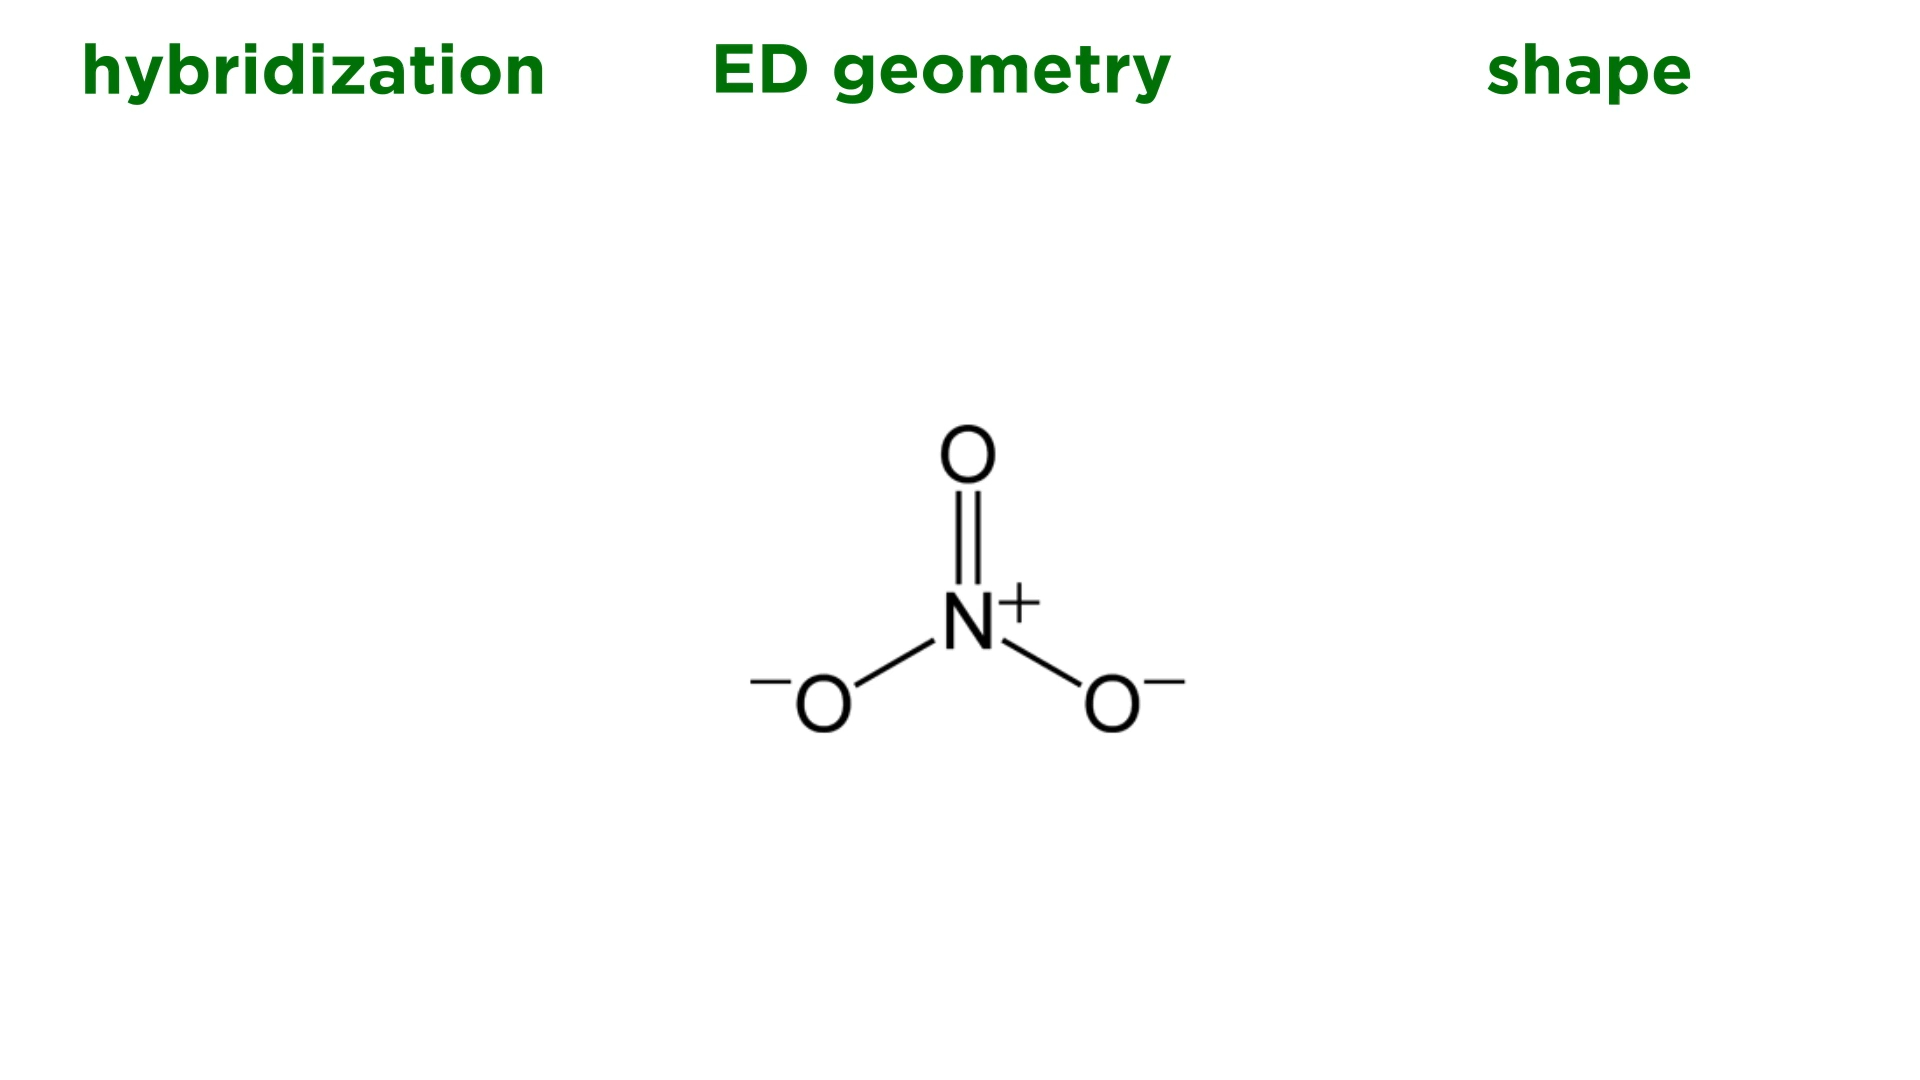 hybridization ED geometry shape
O
N+
−O O−